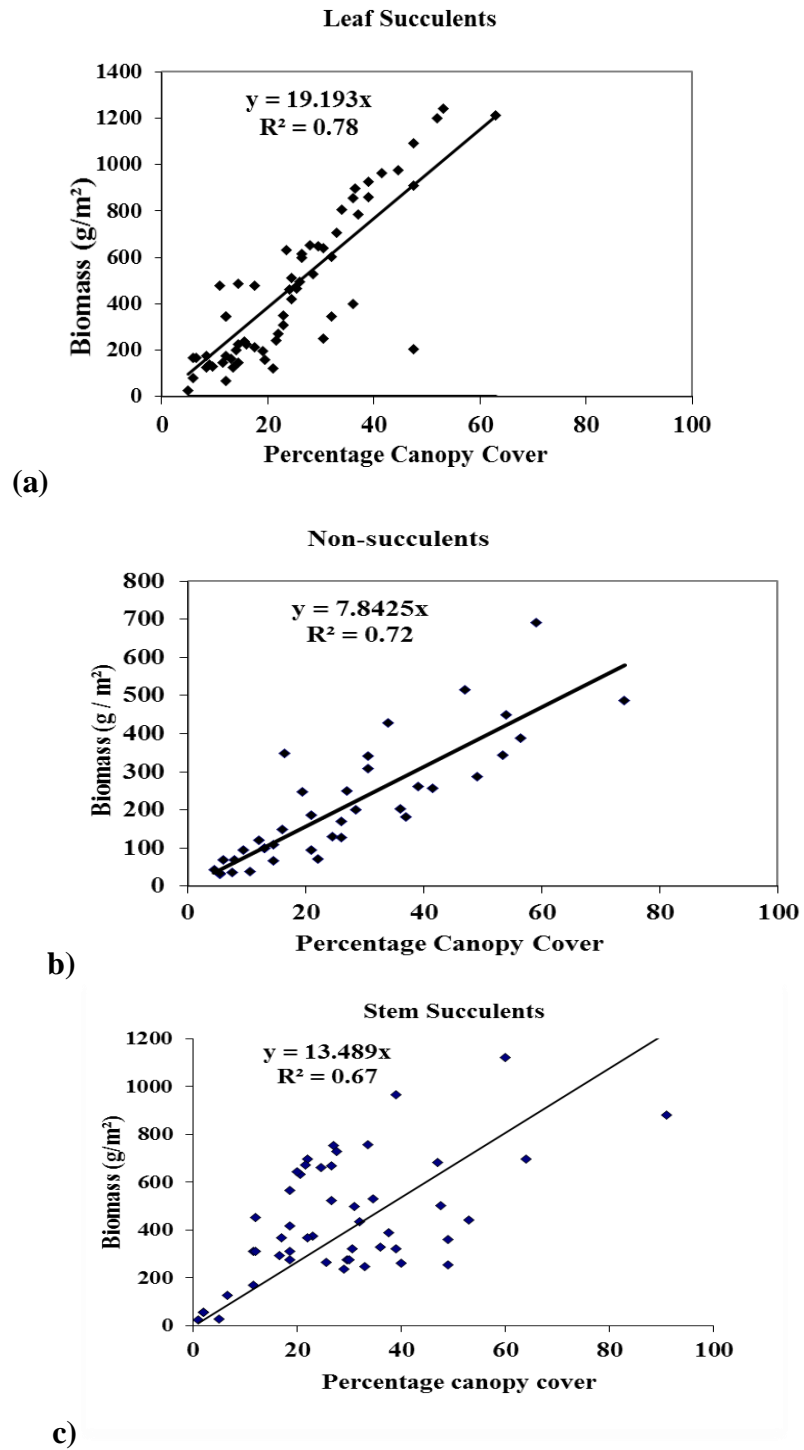 Leaf Succulents
y = 19.193x
R² = 0.78
1400
1200
1000
800
600
400
200
0
Biomass (g/m²)
0 20 40 60 80 100
Percentage Canopy Cover
(a)
Non-succulents
y = 7.8425x
R² = 0.72
800
700
600
500
400
300
200
100
0
Biomass (g / m²)
0 20 40 60 80 100
Percentage Canopy Cover
b)
Stem Succulents
y = 13.489x
R² = 0.67
1200
1000
800
600
400
200
0
Biomass (g/m²)
0 20 40 60 80 100
Percentage canopy cover
c)